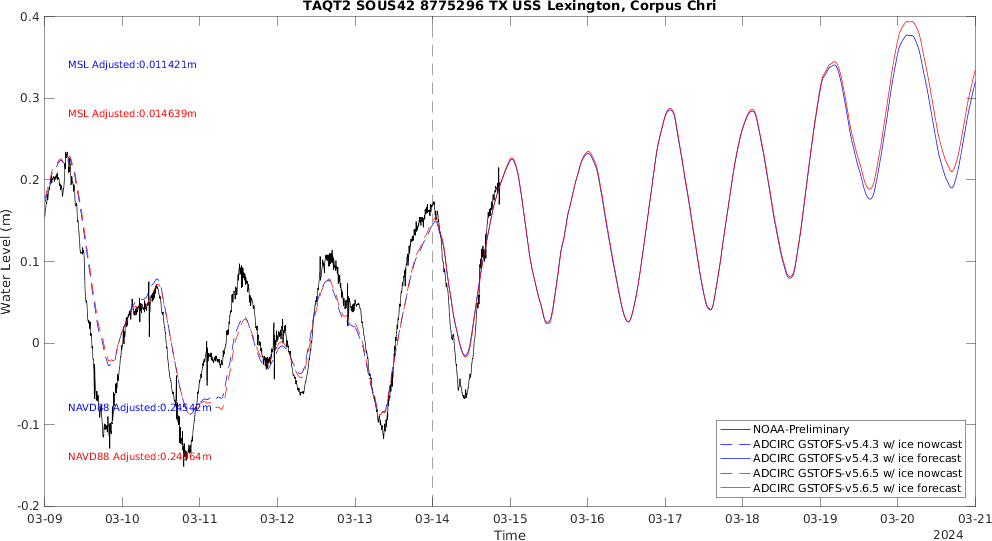 TAQT2 SOUS42 8775296 TX USS Lexington, Corpus Chri
0.4
MSL Adjusted:0.011421m
0.3
MSL Adjusted:0.014639m
0.2
Water Level (m)
0.1
0
NAVD88 Adjusted:0.24542m
-0.1
NAVD88 Adjusted:0.24464m
NOAA-Preliminary
ADCIRC GSTOFS-v5.4.3 w/ ice nowcast
ADCIRC GSTOFS-v5.4.3 w/ ice forecast
ADCIRC GSTOFS-v5.6.5 w/ ice nowcast
ADCIRC GSTOFS-v5.6.5 w/ ice forecast
-0.2
03-09 03-10 03-11 03-12 03-13 03-14 03-15 03-16 03-17 03-18 03-19 03-20 03-21
Time
2024